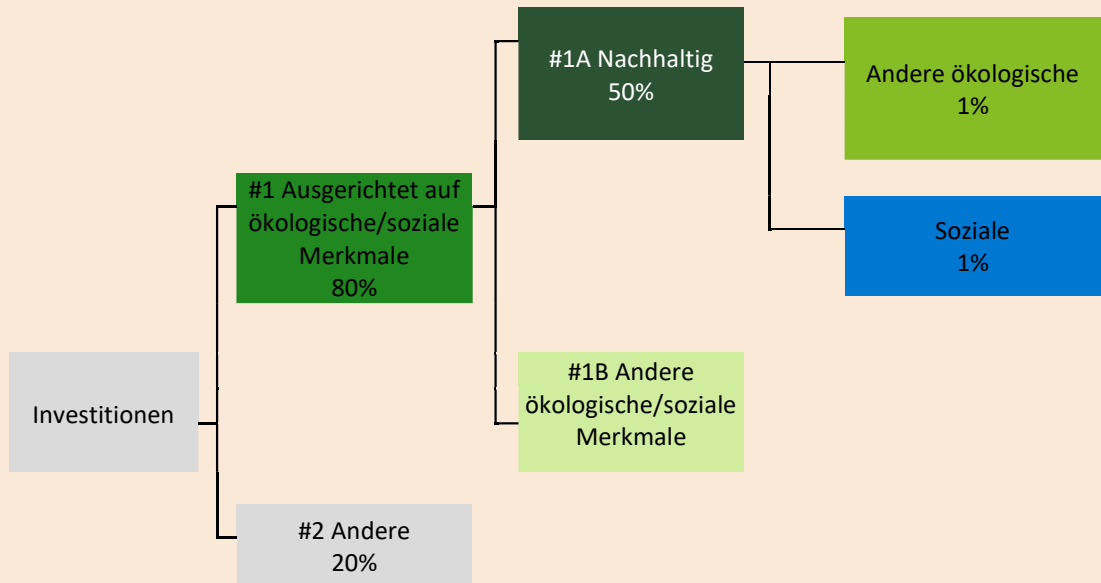 #1A Nachhaltig
50%
Andere ökologische
1%
#1 Ausgerichtet auf
ökologische/soziale
Merkmale
80%
Soziale
1%
Investitionen
#1B Andere
ökologische/soziale
Merkmale
#2 Andere
20%